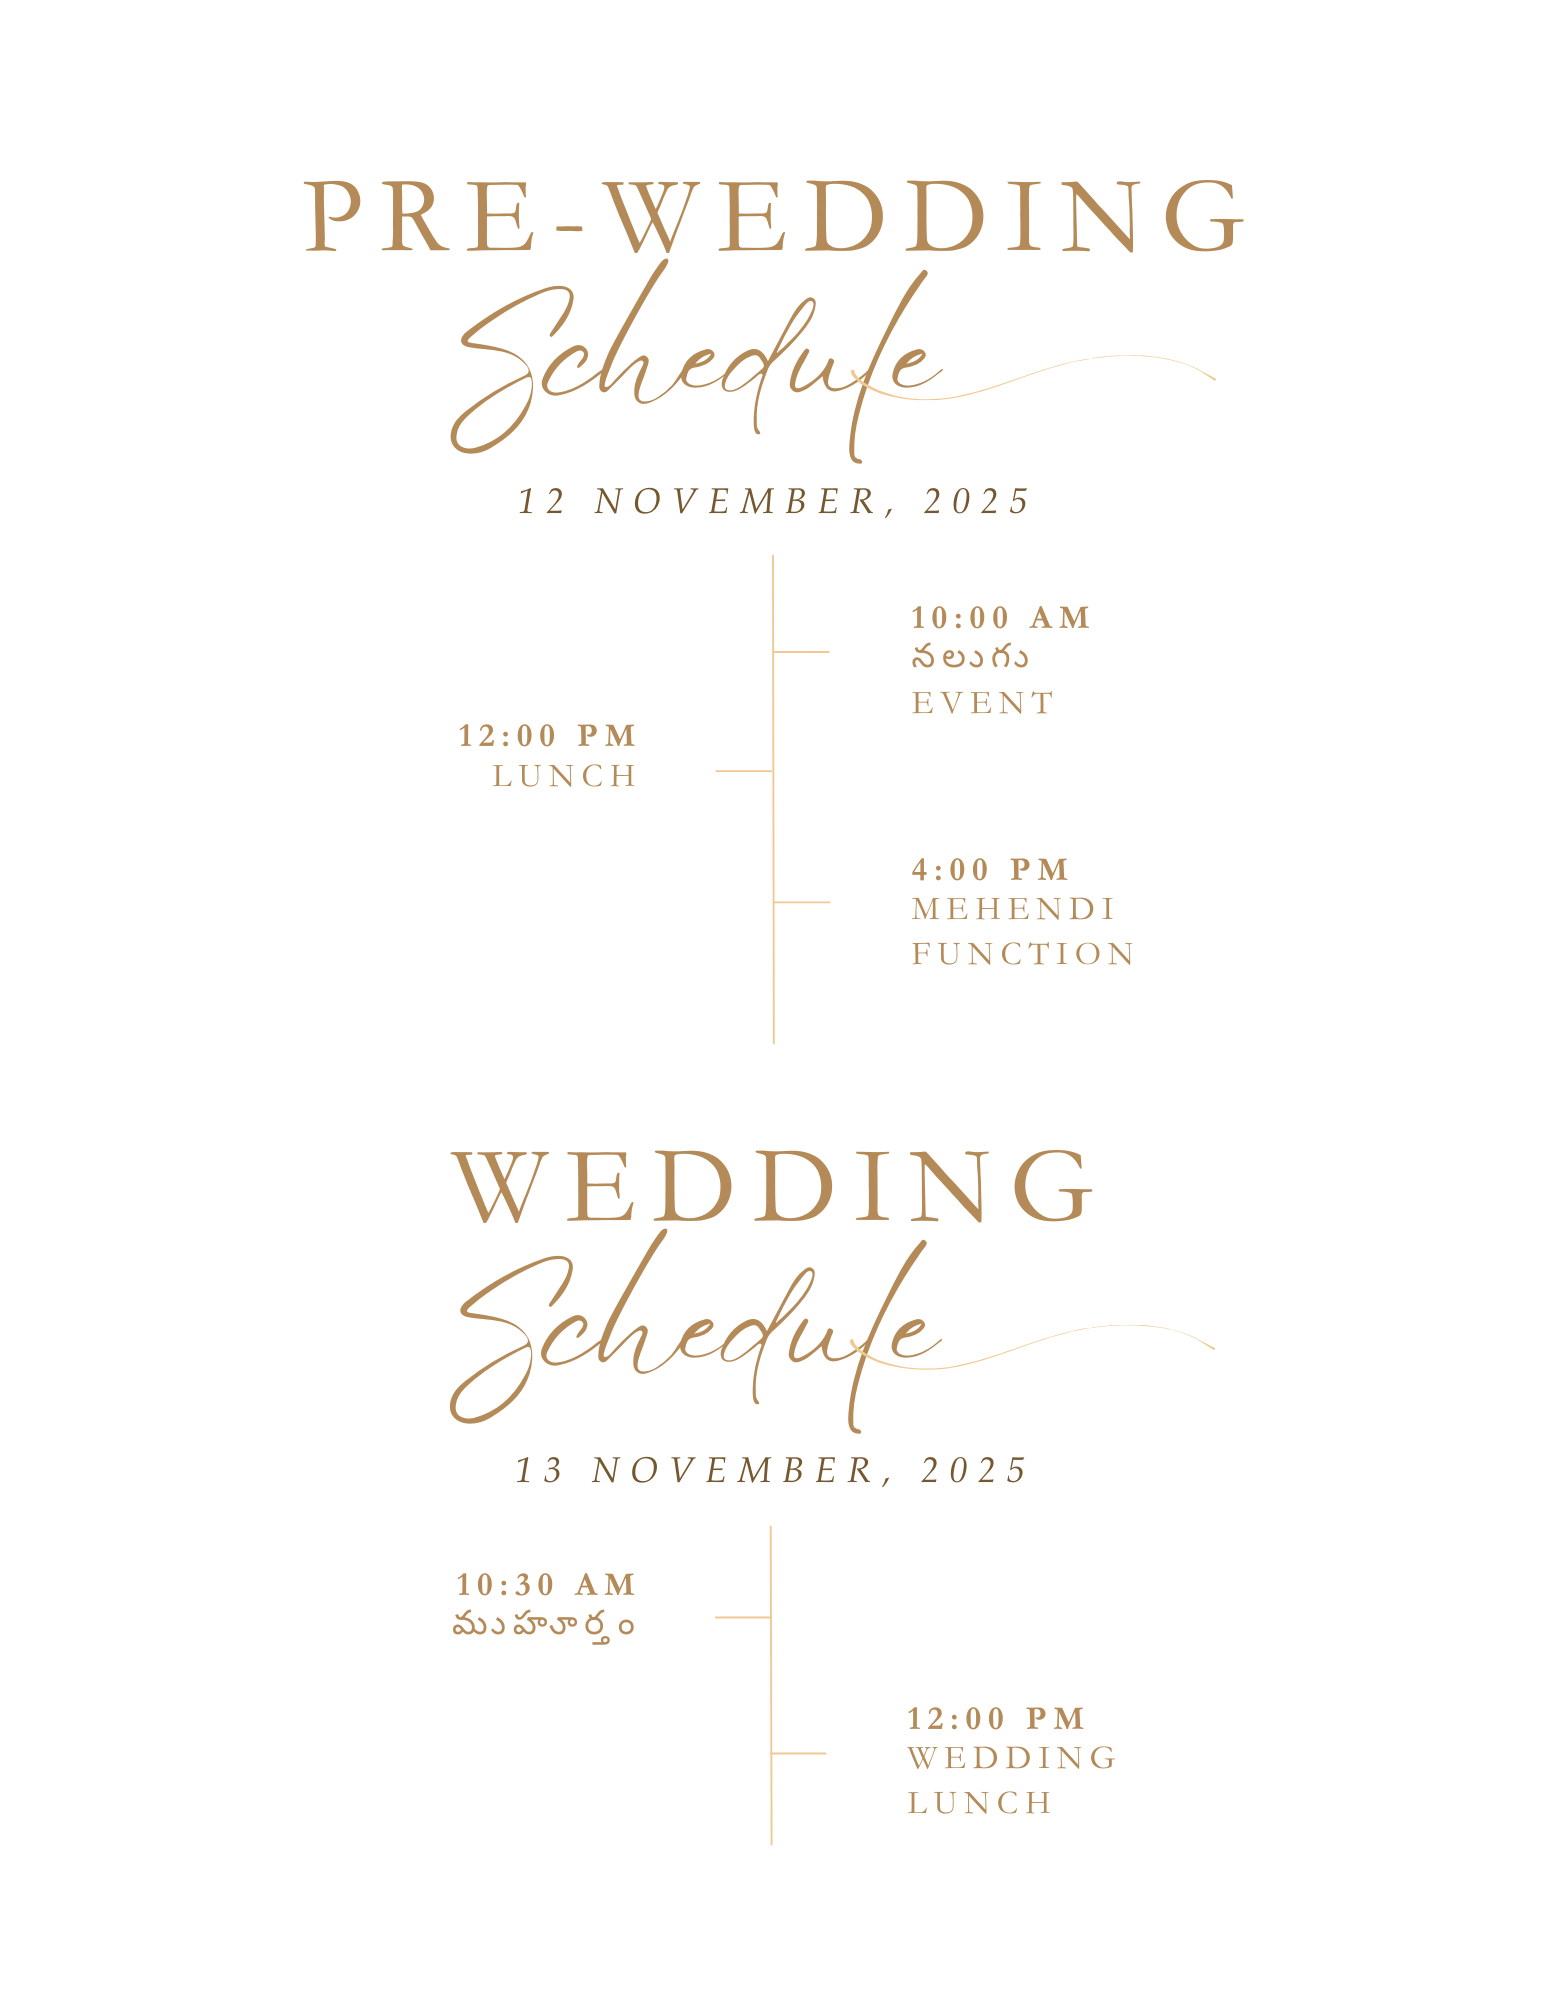 PRE-WEDDING
Schedule
12 NOVEMBER, 2025
10:00 AM
నలుగు
EVENT
12:00 PM
LUNCH
4:00 PM
MEHENDI
FUNCTION
WEDDING
Schedule
13 NOVEMBER, 2025
10:30 AM
ముహూర్తం
12:00 PM
WEDDING
LUNCH